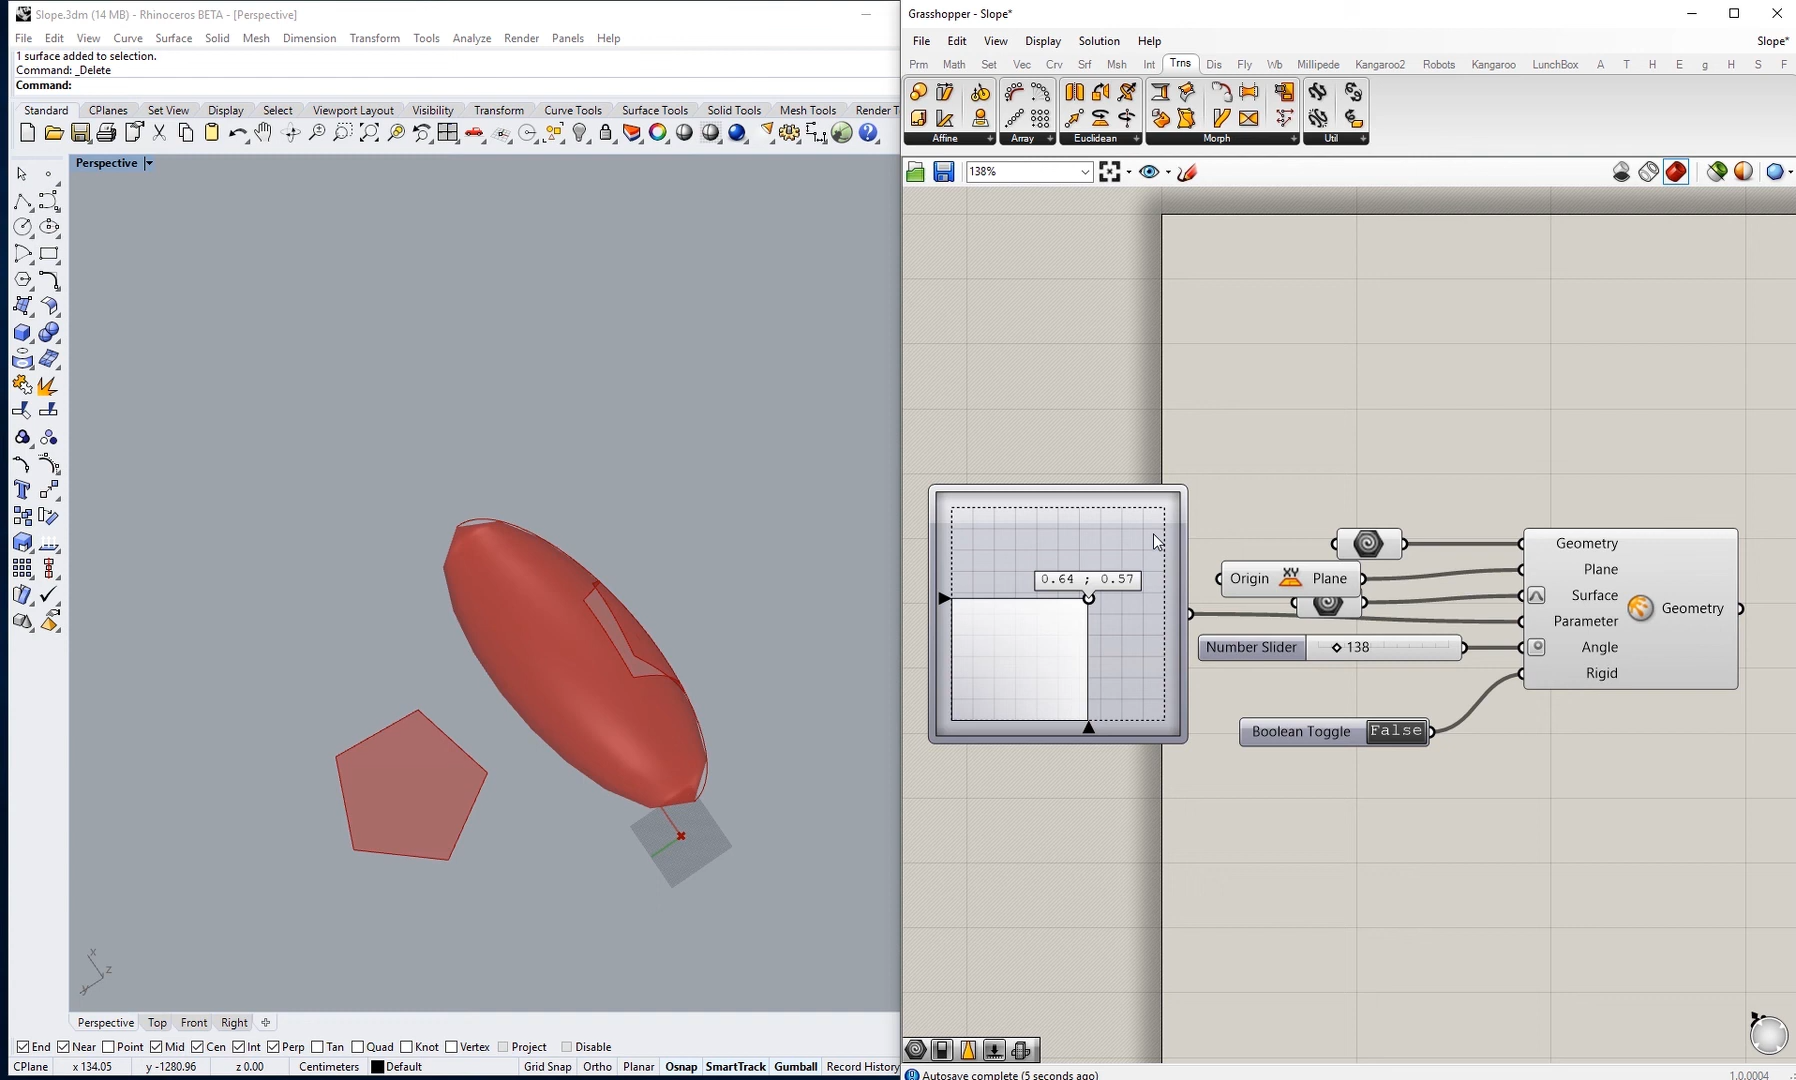 Slope.3dm (14 MB) - Rhinoceros BETA - [Perspective]
File Edit View Curve Surface Solid Mesh Dimension Transform Tools Analyze Render Panels Help
1 surface added to selection.
Command: _Delete
Command:
Standard CPlanes Set View Display Select Viewport Layout Visibility Transform Curve Tools Surface Tools Solid Tools Mesh Tools Render T
Perspective
x
z
y
Perspective Top Front Right
End Near Point Mid Cen Int Perp Tan Quad Knot Vertex Project Disable
CPlane x 134.05 y -1280.96 z 0.00 Centimeters Default Grid Snap Ortho Planar Osnap SmartTrack Gumball Record History
Grasshopper - Slope*
File Edit View Display Solution Help Slope*
Prm Math Set Vec Crv Srf Msh Int Trns Dis Fly Wb Millipede Kangaroo2 Robots Kangaroo LunchBox A T H E g H S F
Affine Array Euclidean Morph Util
138%
0.64 ; 0.57
Origin XY Plane
Number Slider 138
Boolean Toggle False
Geometry
Plane
Surface
Parameter
Angle
Rigid
Geometry
Autosave complete (5 seconds ago) 1.0.0004